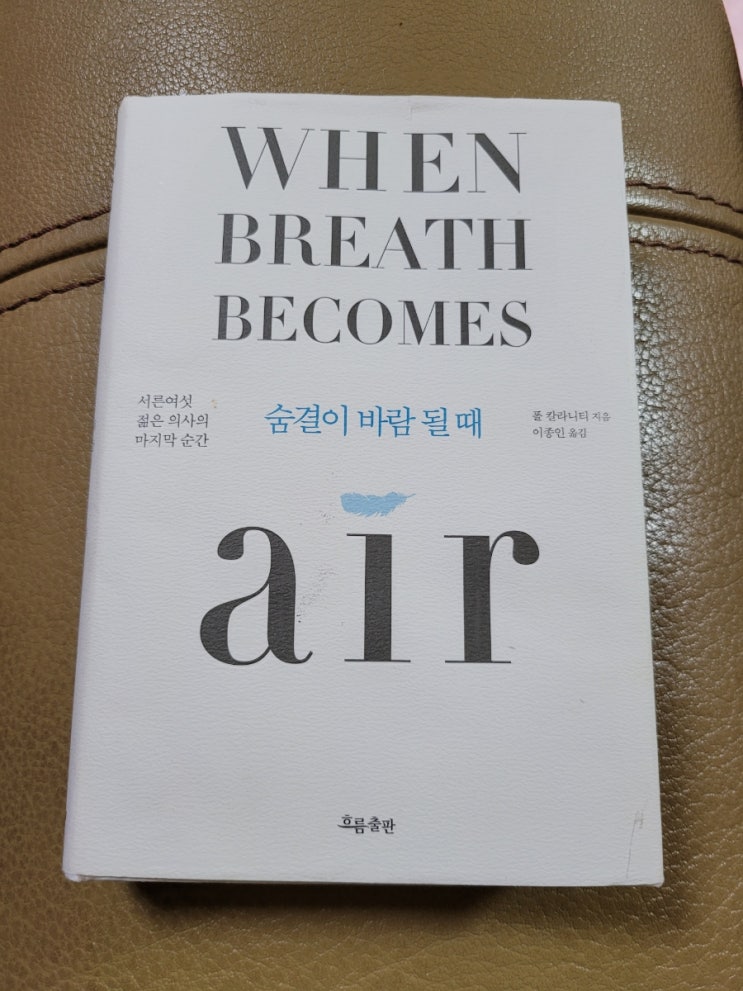 WHEN
BREATH
BECOMES
서른여섯
젊은 의사의
마지막 순간
숨결이 바람 될 때
폴 칼라니티 지음
이종인 옮김
air
흐름출판